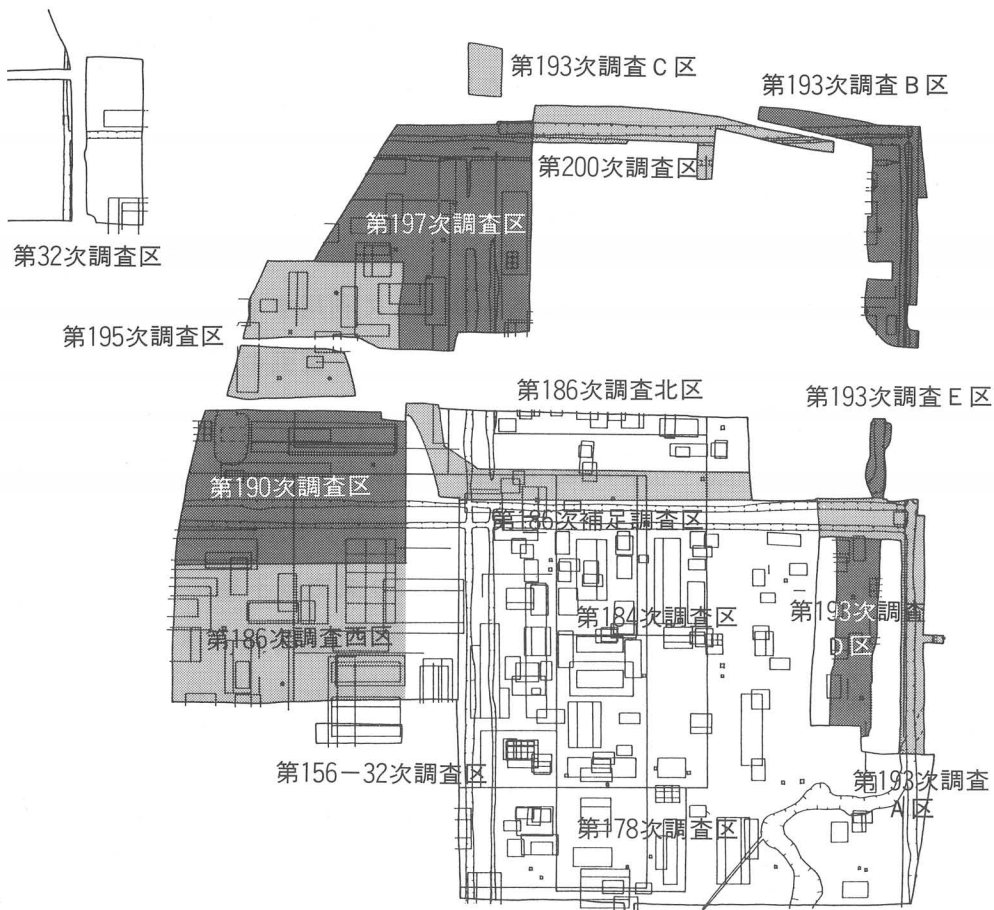 第193次調査C区
第193次調査B区
第200次調査区
第197次調査区
第32次調査区
第195次調査区
第186次調査北区
第193次調査E区
第190次調査区
第186次補足調査区
第193次調査
D区
第184次調査区
第186次調査西区
第156-32次調査区
第193次調査
A区
第178次調査区